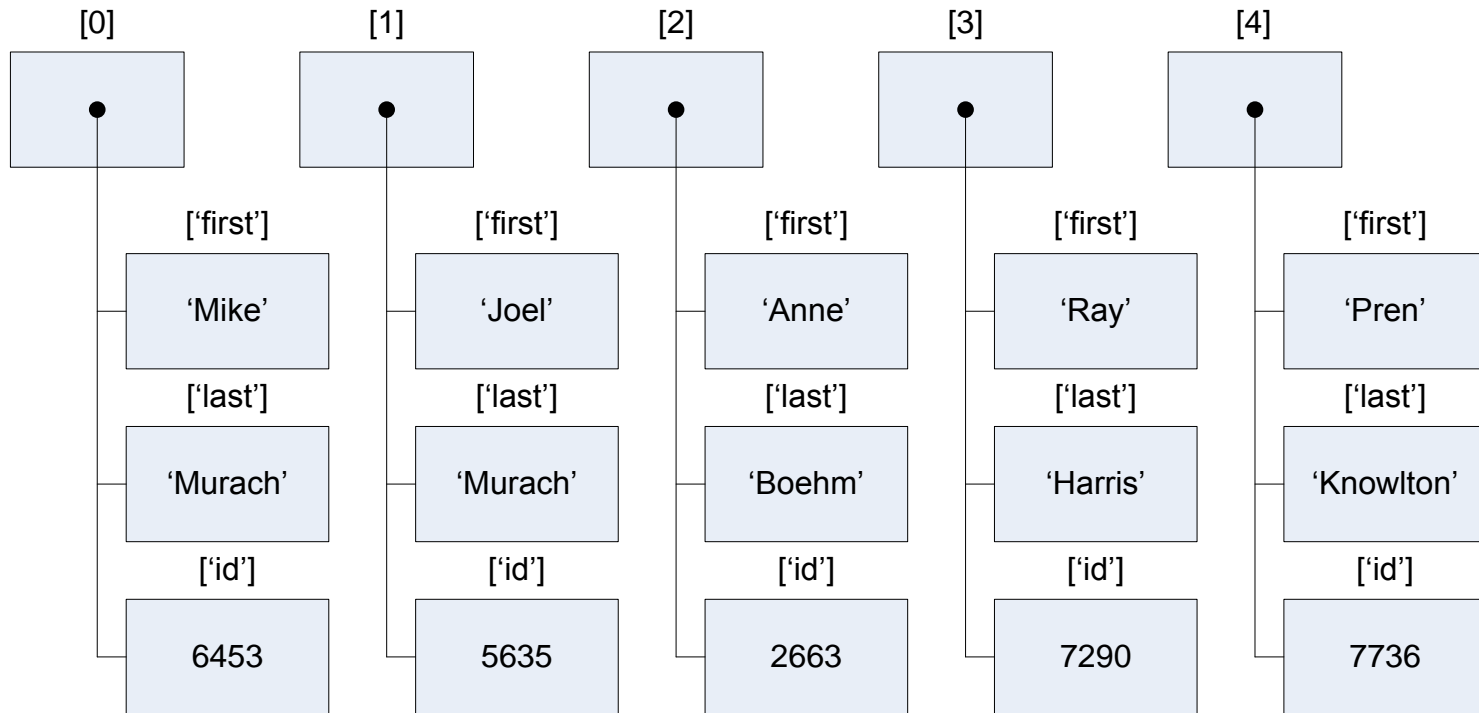 [0] [1] [2] [3] [4]
[‘first’] [‘first’] [‘first’] [‘first’] [‘first’]
‘Mike’ ‘Joel’ ‘Anne’ ‘Ray’ ‘Pren’
[‘last’] [‘last’] [‘last’] [‘last’] [‘last’]
‘Murach’ ‘Murach’ ‘Boehm’ ‘Harris’ ‘Knowlton’
[‘id’] [‘id’] [‘id’] [‘id’] [‘id’]
6453 5635 2663 7290 7736